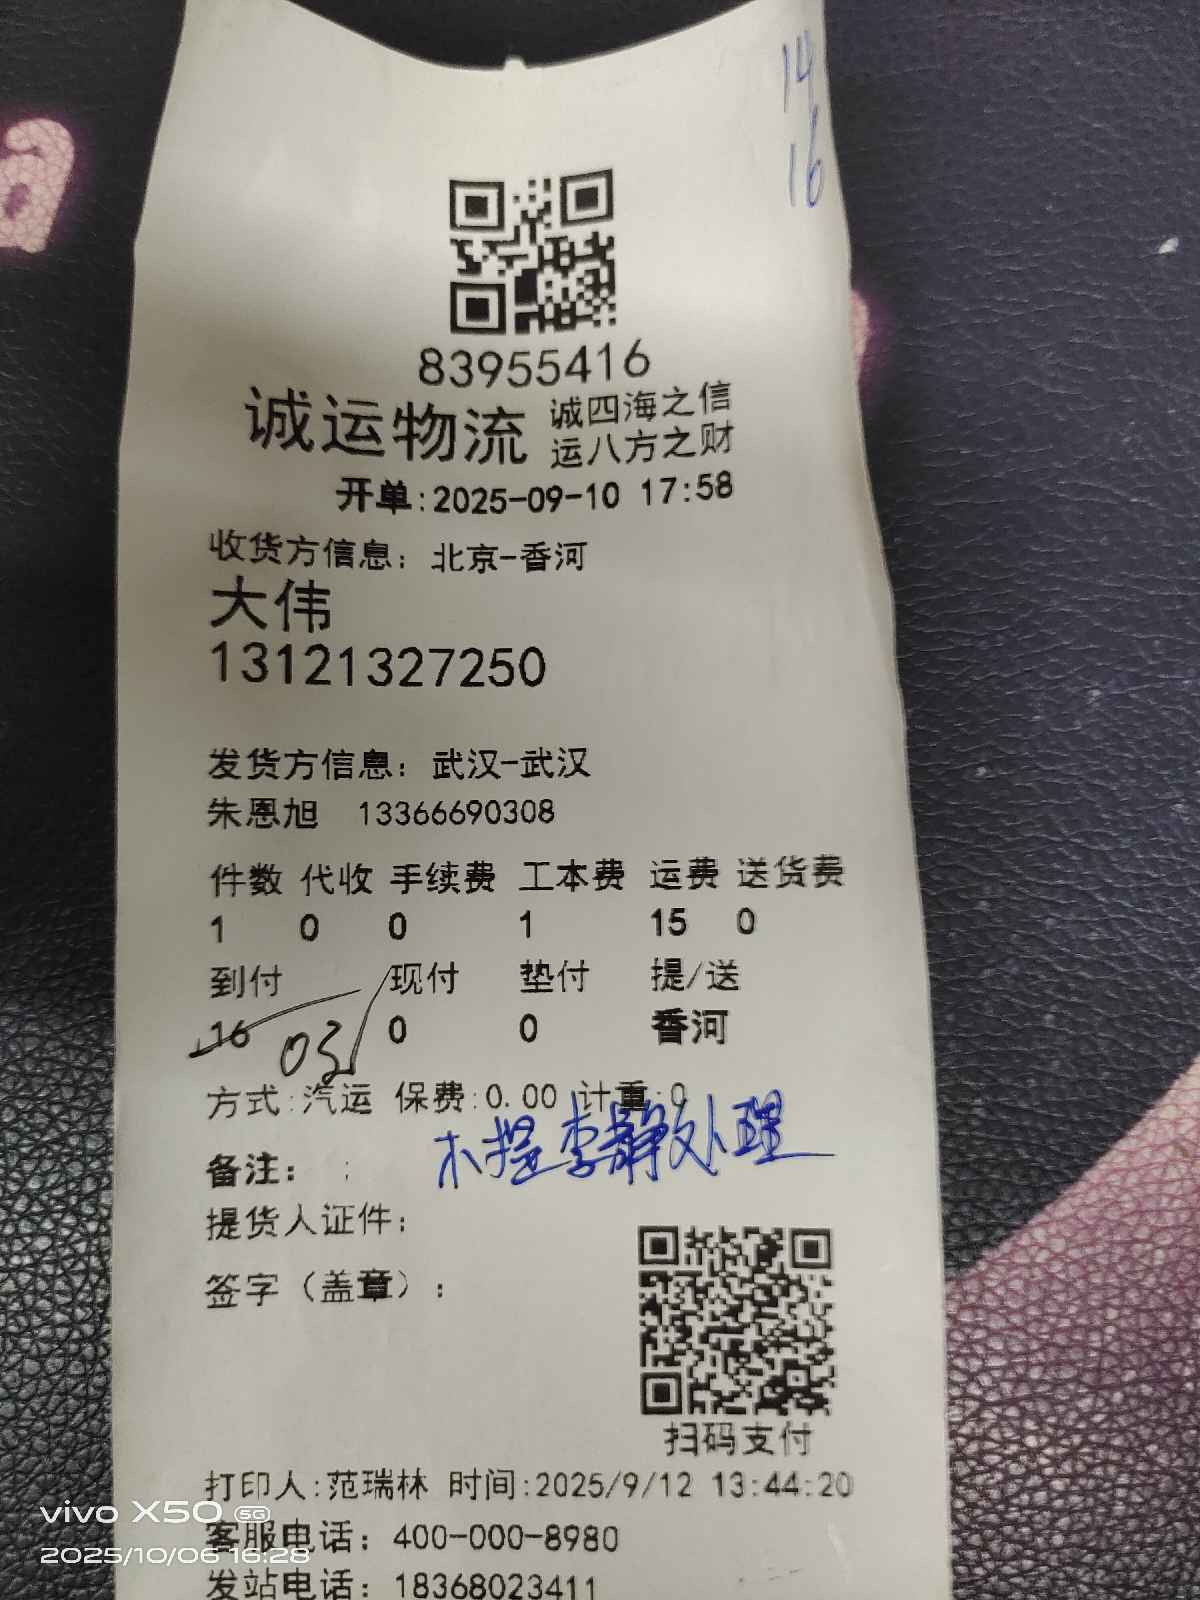 14
16
83955416
诚运物流 诚四海之信
运八方之财
开单:2025-09-10 17:58
收货方信息: 北京-香河
大伟
13121327250
发货方信息: 武汉-武汉
朱恩旭 13366690308
件数 代收 手续费 工本费 运费 送货费
1 0 0 1 15 0
到付 现付 垫付 提/送
16 0 0 香河
方式:汽运 保费:0.00 计重:0
李静处理
备注: :
提货人证件:
签字(盖章):
扫码支付
打印人:范瑞林 时间:2025/9/12 13:44:20
客服电话: 400-000-8980
发站电话: 18368023411
vivo X50 5G
2025/10/06 16:28